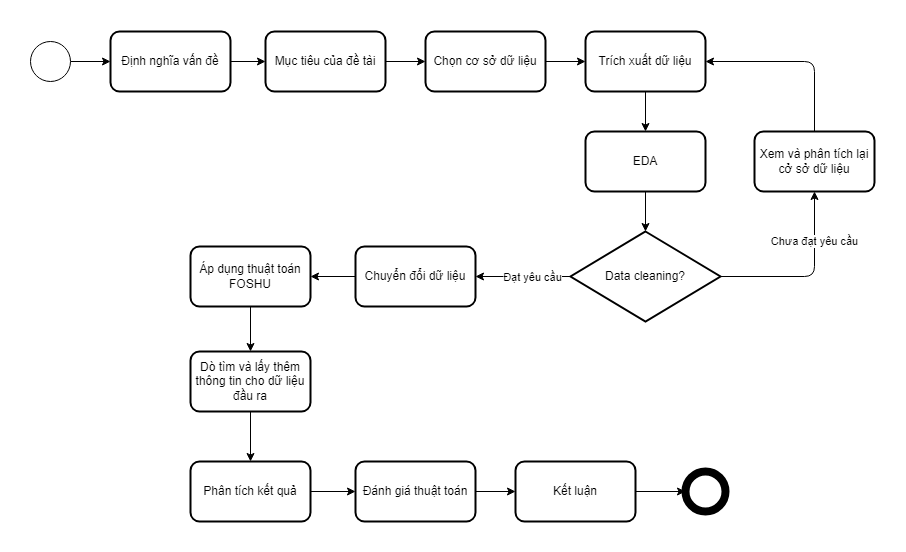 Định nghĩa vấn đề
Mục tiêu của đề tài
Chọn cơ sở dữ liệu
Trích xuất dữ liệu
EDA
Xem và phân tích lại
cở sở dữ liệu
Chưa đạt yêu cầu
Data cleaning?
Đạt yêu cầu
Chuyển đổi dữ liệu
Áp dụng thuật toán
FOSHU
Dò tìm và lấy thêm
thông tin cho dữ liệu
đầu ra
Phân tích kết quả
Đánh giá thuật toán
Kết luận